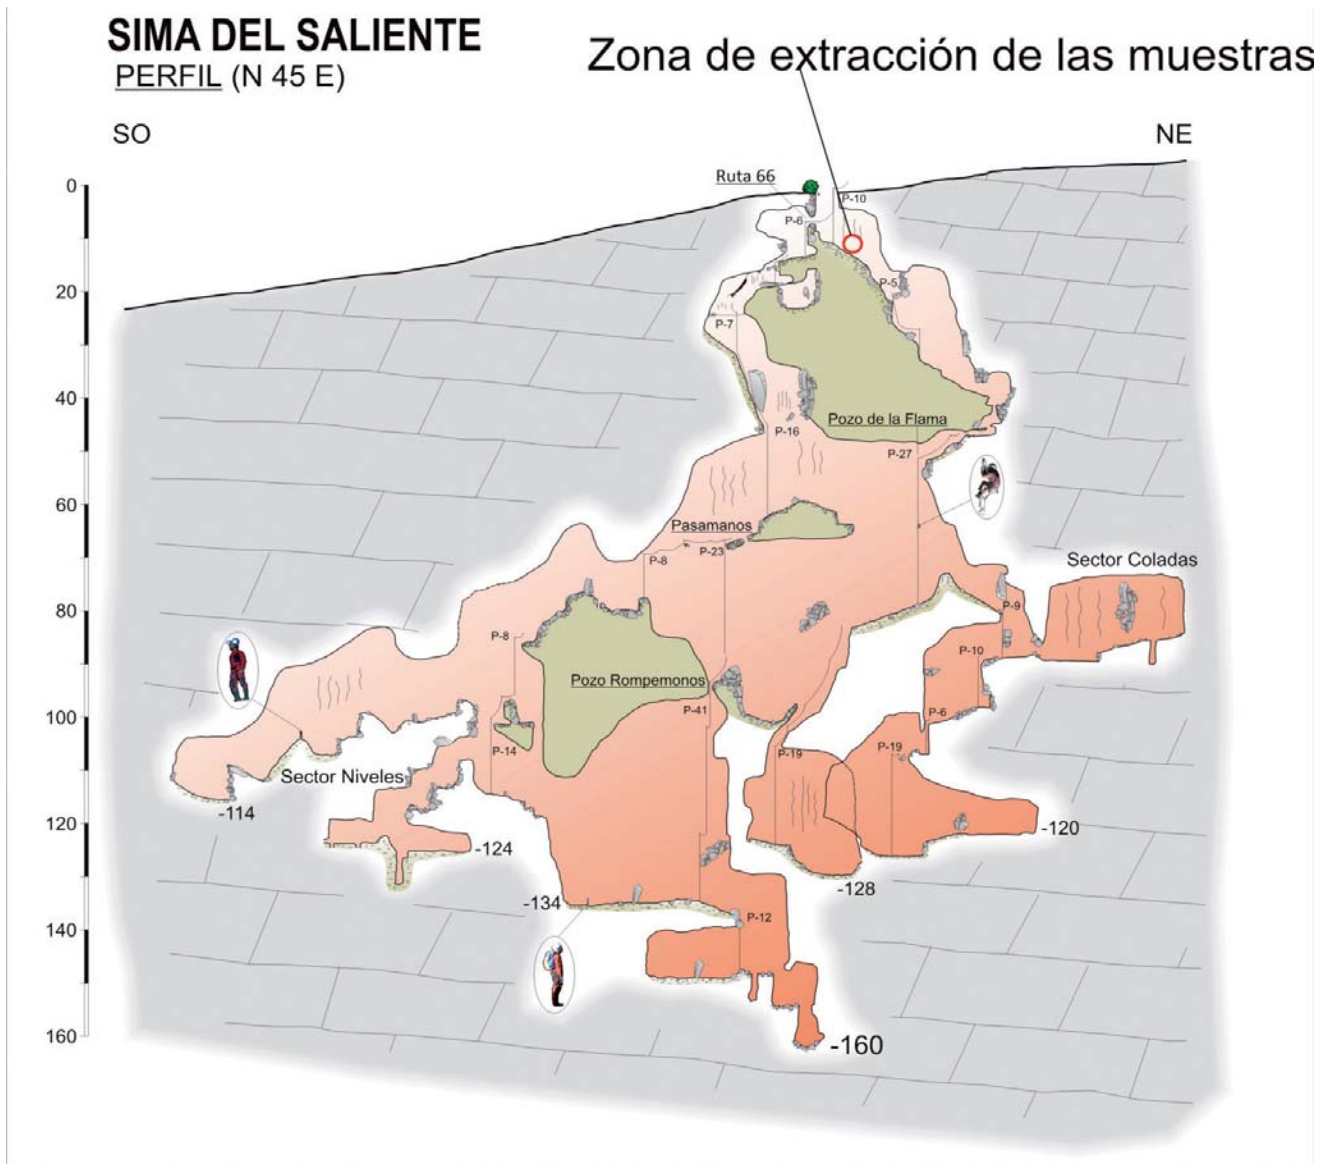 SIMA DEL SALIENTE
PERFIL (N 45 E)
Zona de extracción de las muestras
SO
NE
0
20
40
60
80
100
120
140
160
Ruta 66
P-10
P-6
P-5
P-7
Pozo de la Flama
P-16
P-27
Pasamanos
P-23
P-8
Sector Coladas
P-9
P-8
P-10
Pozo Rompemonos
P-41
P-6
P-14
P-19
P-19
Sector Niveles
-114
-120
-124
-128
-134
P-12
-160